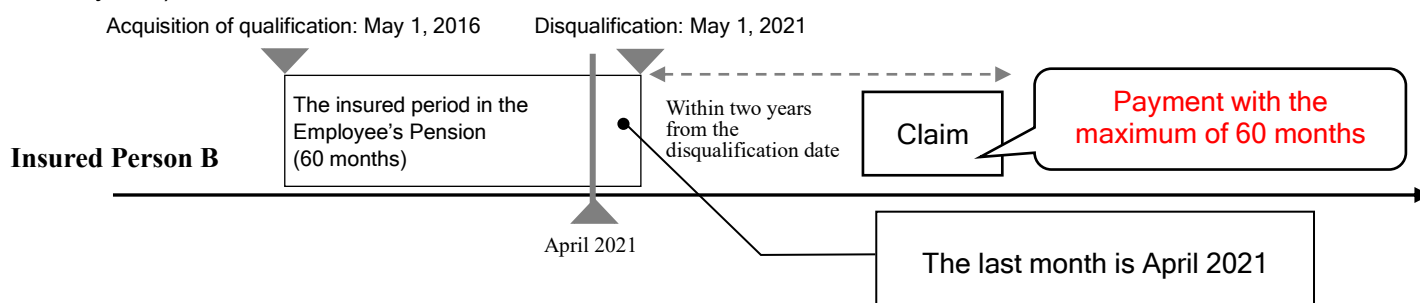 Acquisition of qualification: May 1, 2016
Disqualification: May 1, 2021
The insured period in the
Employee's Pension
(60 months)
Within two years
from the
disqualification date
Claim
Payment with the
maximum of 60 months
Insured Person B
April 2021
The last month is April 2021